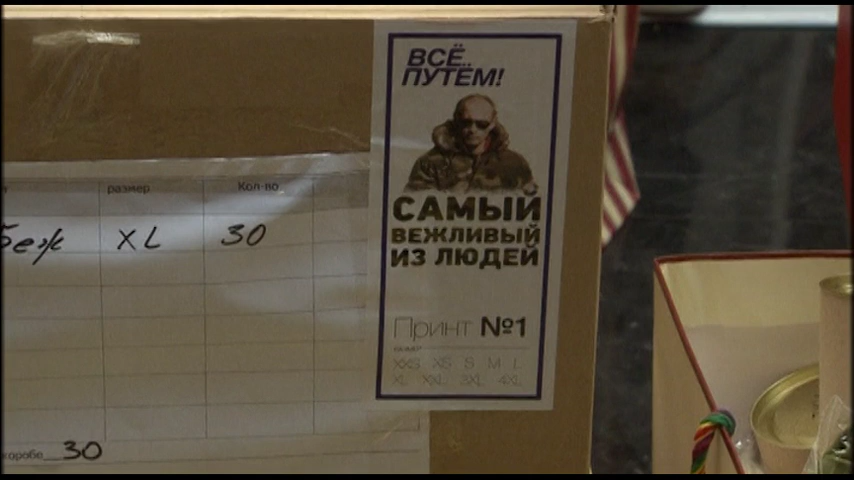 ВСЁ..
ПУТЁМ!
САМЫЙ
ВЕЖЛИВЫЙ
ИЗ ЛЮДЕЙ
Принт №1
XXS XS S M L
XL XXL 3XL 4XL
размер Кол-во
беж XL 30
коробе 30